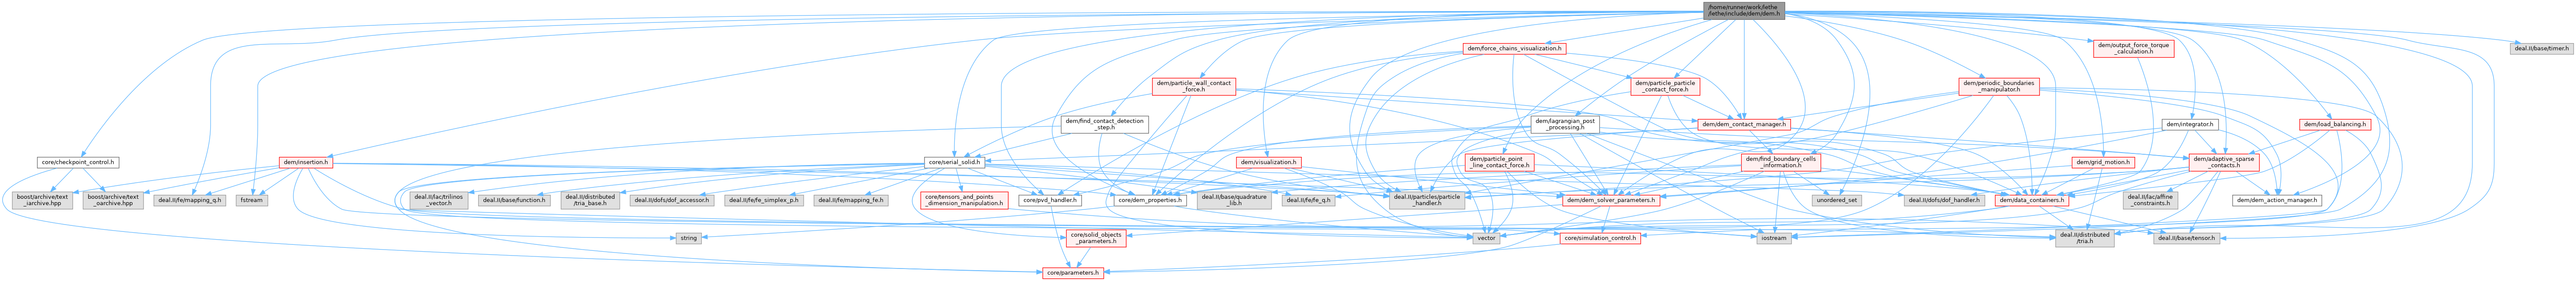 /home/runner/work/lethe
/lethe/include/dem/dem.h
dem/force_chains_visualization.h
dem/output_force_torque
_calculation.h
deal.II/base/timer.h
dem/particle_wall_contact
_force.h
dem/particle_particle
_contact_force.h
dem/periodic_boundaries
_manipulator.h
dem/find_contact_detection
_step.h
dem/lagrangian_post
_processing.h
dem/dem_contact_manager.h
dem/integrator.h
dem/load_balancing.h
core/checkpoint_control.h
dem/insertion.h
core/serial_solid.h
dem/visualization.h
dem/particle_point
_line_contact_force.h
dem/find_boundary_cells
_information.h
dem/grid_motion.h
dem/adaptive_sparse
_contacts.h
boost/archive/text
_iarchive.hpp
boost/archive/text
_oarchive.hpp
deal.II/fe/mapping_q.h
fstream
deal.II/lac/trilinos
_vector.h
deal.II/base/function.h
deal.II/distributed
/tria_base.h
deal.II/dofs/dof_accessor.h
deal.II/fe/fe_simplex_p.h
deal.II/fe/mapping_fe.h
core/tensors_and_points
_dimension_manipulation.h
core/pvd_handler.h
core/dem_properties.h
deal.II/base/quadrature
_lib.h
deal.II/fe/fe_q.h
deal.II/particles/particle
_handler.h
dem/dem_solver_parameters.h
unordered_set
deal.II/dofs/dof_handler.h
dem/data_containers.h
deal.II/lac/affine
_constraints.h
dem/dem_action_manager.h
string
core/solid_objects
_parameters.h
vector
core/simulation_control.h
iostream
deal.II/distributed
/tria.h
deal.II/base/tensor.h
core/parameters.h